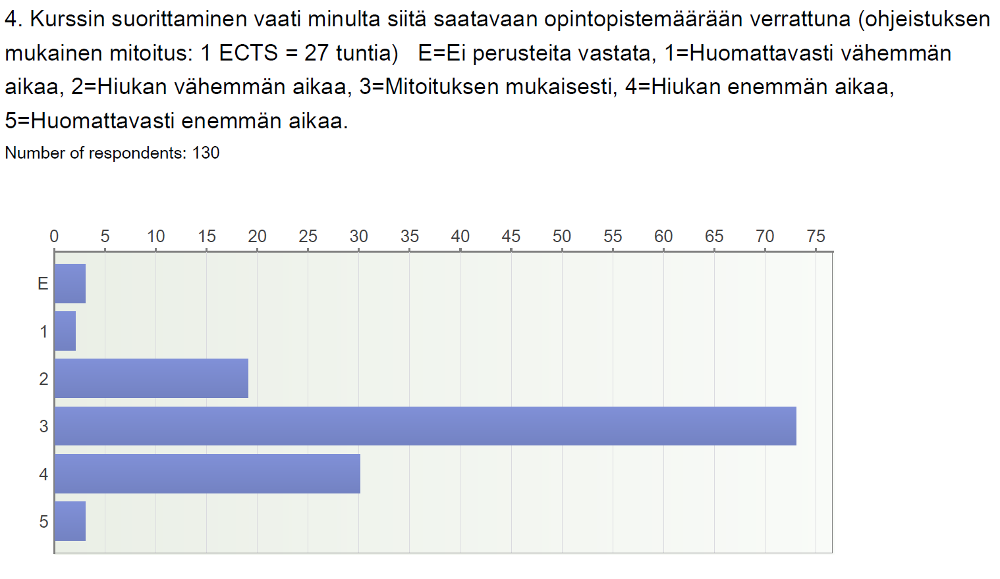 4. Kurssin suorittaminen vaati minulta siitä saatavaan opintopistemäärään verrattuna (ohjeistuksen
mukainen mitoitus: 1 ECTS = 27 tuntia)   E=Ei perusteita vastata, 1=Huomattavasti vähemmän
aikaa, 2=Hiukan vähemmän aikaa, 3=Mitoituksen mukaisesti, 4=Hiukan enemmän aikaa,
5=Huomattavasti enemmän aikaa.
Number of respondents: 130
0 5 10 15 20 25 30 35 40 45 50 55 60 65 70 75
E
1
2
3
4
5